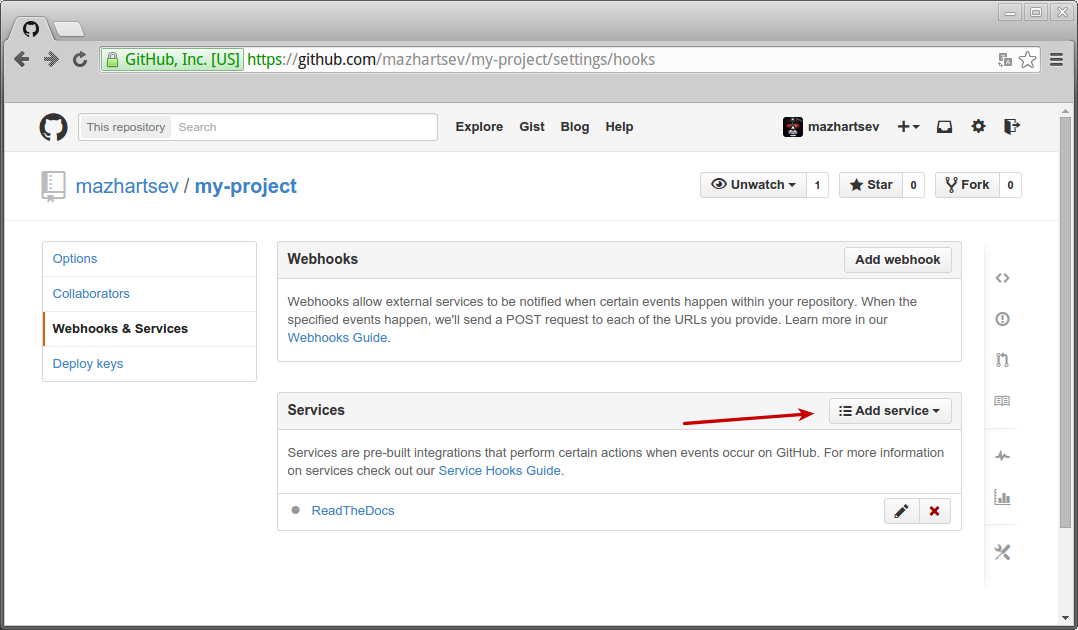 GitHub, Inc. [US] https://github.com/mazhartsev/my-project/settings/hooks
This repository Search Explore Gist Blog Help mazhartsev
mazhartsev / my-project Unwatch 1 Star 0 Fork 0
Options
Collaborators
Webhooks & Services
Deploy keys
Webhooks Add webhook
Webhooks allow external services to be notified when certain events happen within your repository. When the
specified events happen, we'll send a POST request to each of the URLs you provide. Learn more in our
Webhooks Guide.
Services Add service
Services are pre-built integrations that perform certain actions when events occur on GitHub. For more information
on services check out our Service Hooks Guide.
ReadTheDocs